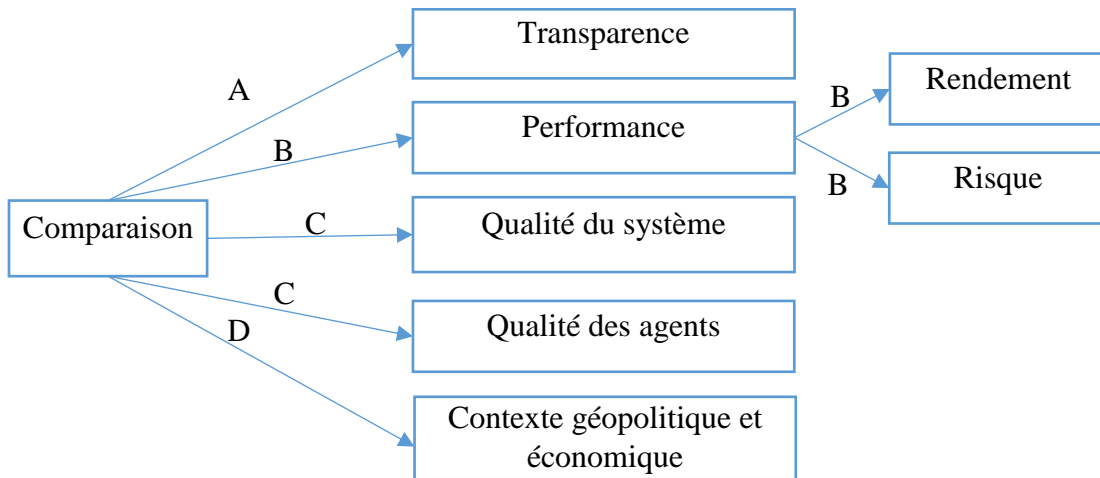 Transparence
Rendement
A
B
Performance
B
Risque
B
Comparaison
C
Qualité du système
C
Qualité des agents
D
Contexte géopolitique et
économique